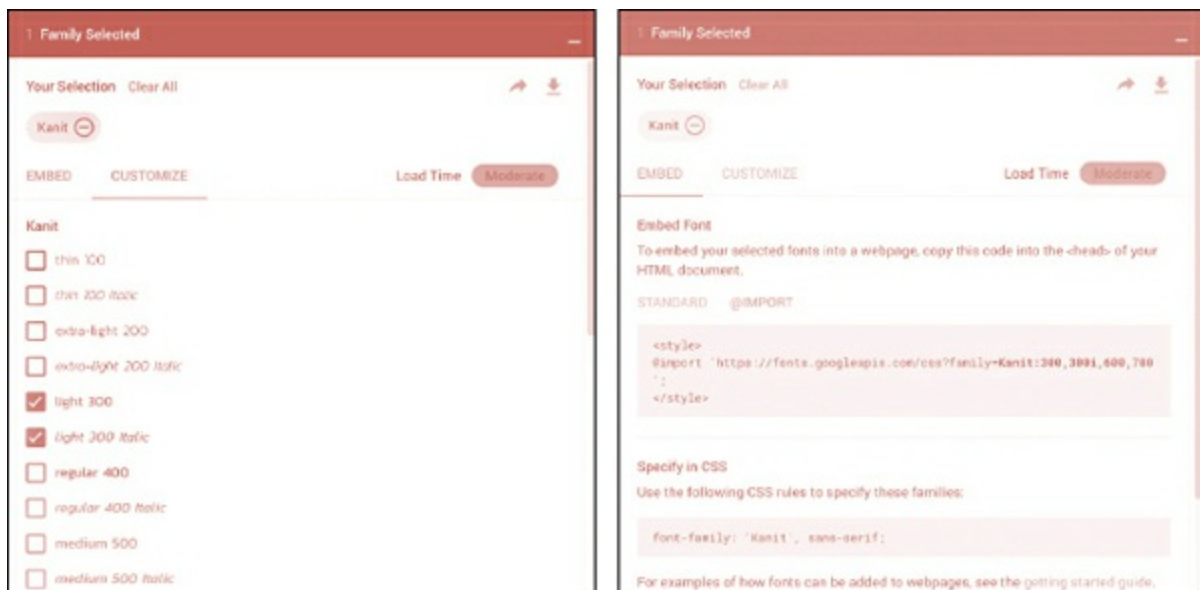 1 Family Selected
Your Selection Clear All
Kanit
EMBED CUSTOMIZE Load Time Moderate
Kanit
thin 100
thin 100 Italic
extra-light 200
extra-light 200 Italic
light 300
light 300 Italic
regular 400
regular 400 Italic
medium 500
medium 500 Italic
1 Family Selected
Your Selection Clear All
Kanit
EMBED CUSTOMIZE Load Time Moderate
Embed Font
To embed your selected fonts into a webpage, copy this code into the <head> of your
HTML document.
STANDARD @IMPORT
<style>
@import 'https://fonts.googleapis.com/css?family=Kanit:300,300i,600,700
';
</style>
Specify in CSS
Use the following CSS rules to specify these families:
font-family: 'Kanit', sans-serif;
For examples of how fonts can be added to webpages, see the getting started guide.